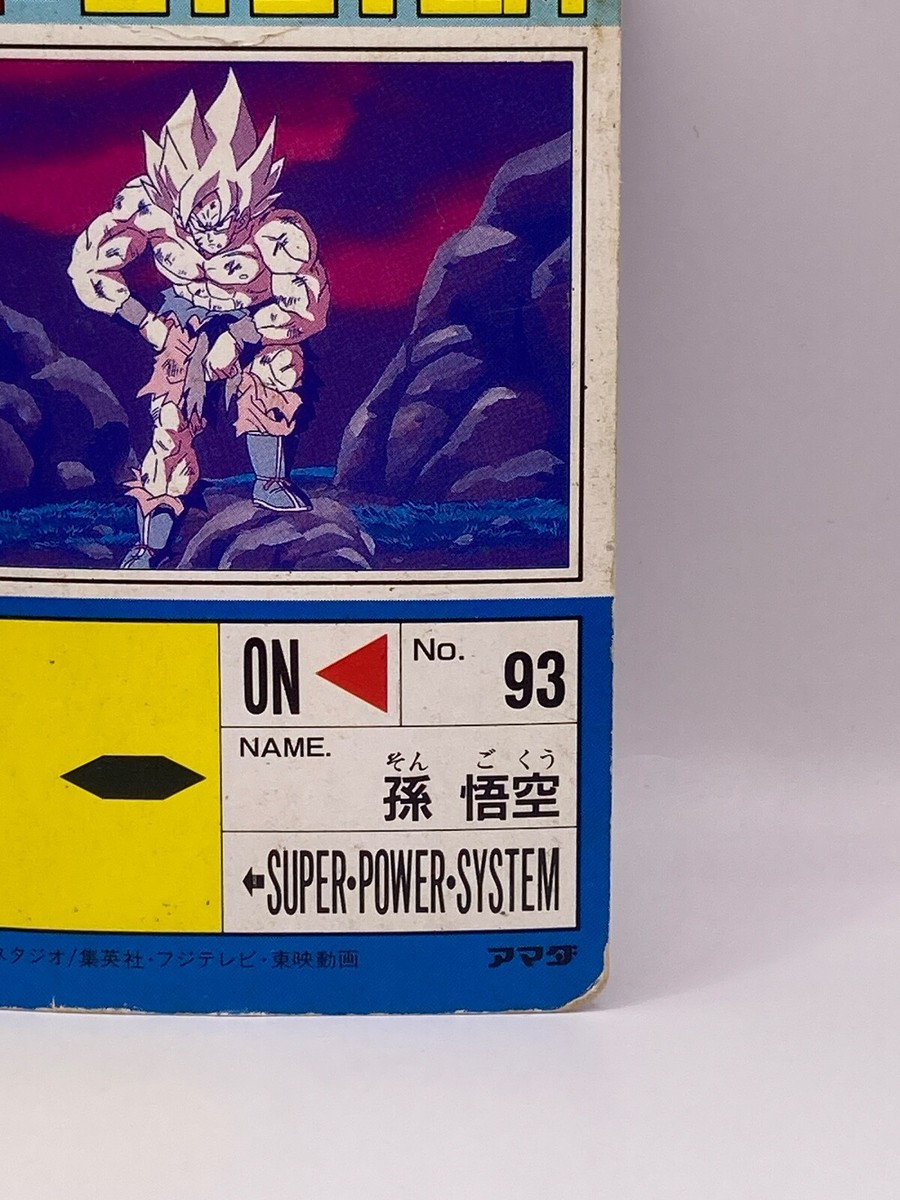 ON
No. 93
NAME.
そん ご くう
孫 悟空
SUPER・POWER・SYSTEM
スタジオ/集英社・フジテレビ・東映動画
アマダ